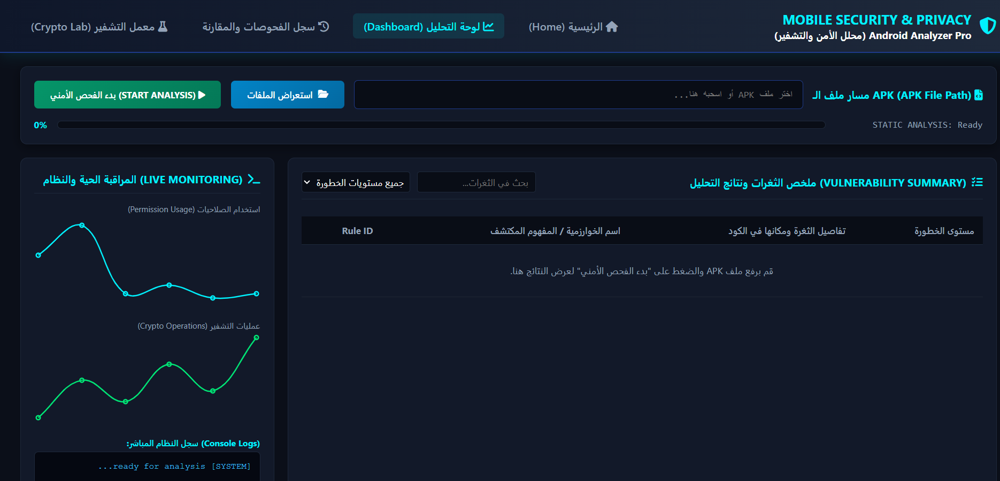 MOBILE SECURITY & PRIVACY
Android Analyzer Pro (محلل الأمن والتشفير)
الرئيسية (Home)
لوحة التحليل (Dashboard)
سجل الفحوصات والمقارنة
معمل التشفير (Crypto Lab)
مسار ملف الـ APK (APK File Path)
اختر ملف APK أو اسحبه هنا...
استعراض الملفات
بدء الفحص الأمني (START ANALYSIS)
STATIC ANALYSIS: Ready
0%
ملخص الثغرات ونتائج التحليل (VULNERABILITY SUMMARY)
بحث في الثغرات...
جميع مستويات الخطورة
مستوى الخطورة
تفاصيل الثغرة ومكانها في الكود
اسم الخوارزمية / المفهوم المكتشف
Rule ID
قم برفع ملف APK والضغط على "بدء الفحص الأمني" لعرض النتائج هنا.
المراقبة الحية والنظام (LIVE MONITORING)
استخدام الصلاحيات (Permission Usage)
عمليات التشفير (Crypto Operations)
سجل النظام المباشر (Console Logs):
[SYSTEM] ready for analysis...